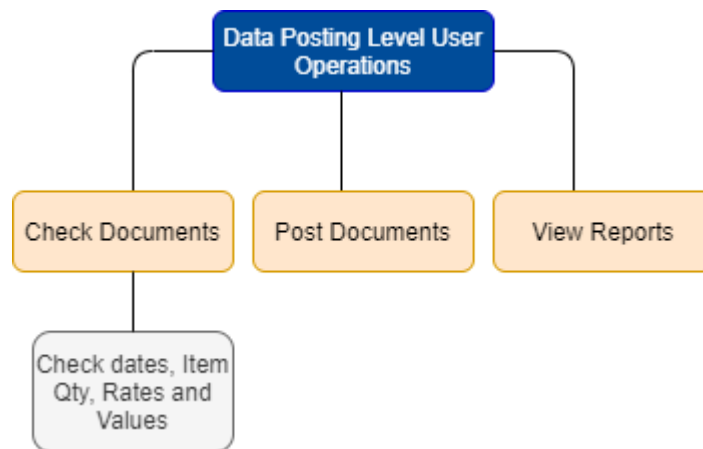 Data Posting Level User
Operations
Check Documents
Post Documents
View Reports
Check dates, Item
Qty, Rates and
Values